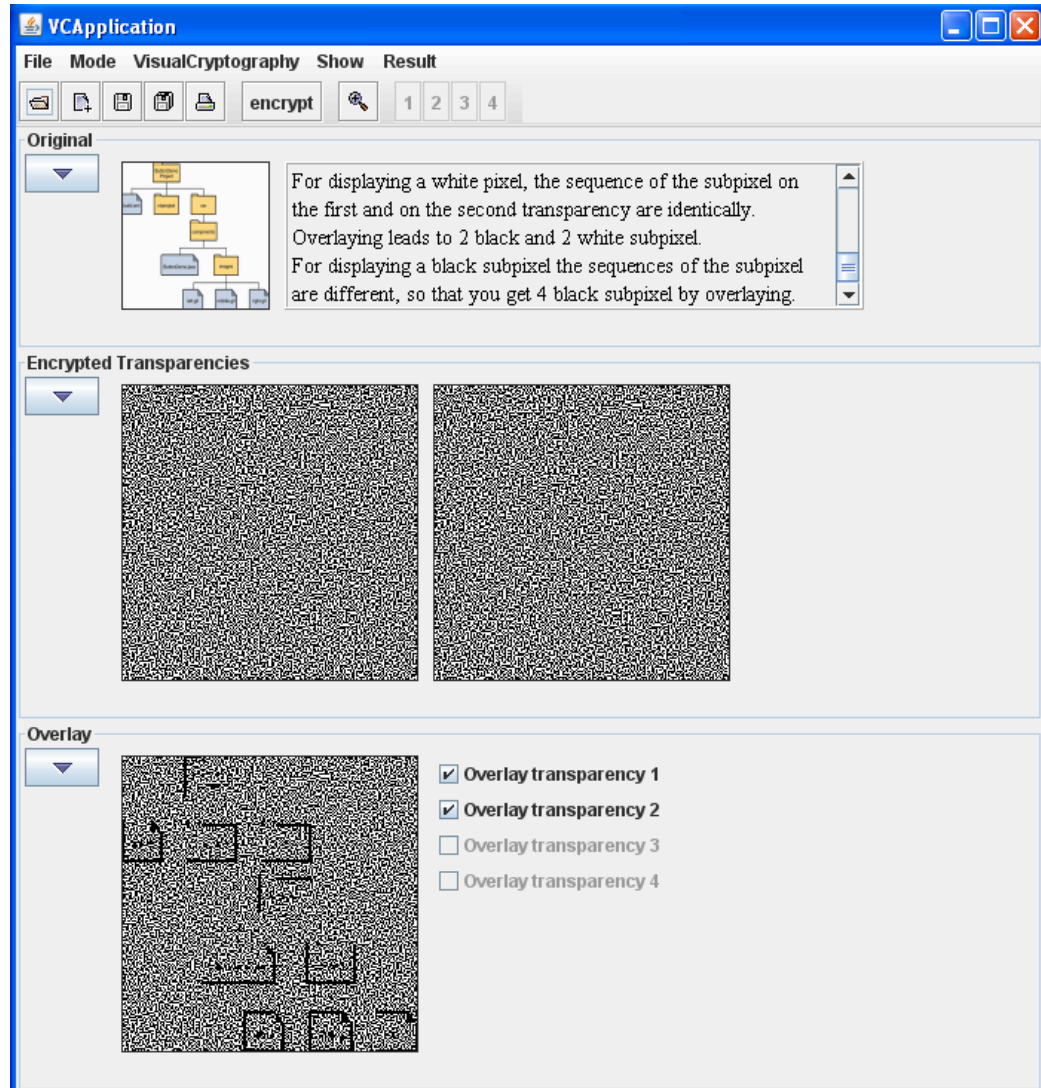 VCApplication
File Mode VisualCryptography Show Result
encrypt 1 2 3 4
Original
For displaying a white pixel, the sequence of the subpixel on
the first and on the second transparency are identically.
Overlaying leads to 2 black and 2 white subpixel.
For displaying a black subpixel the sequences of the subpixel
are different, so that you get 4 black subpixel by overlaying.
Encrypted Transparencies
Overlay
Overlay transparency 1
Overlay transparency 2
Overlay transparency 3
Overlay transparency 4